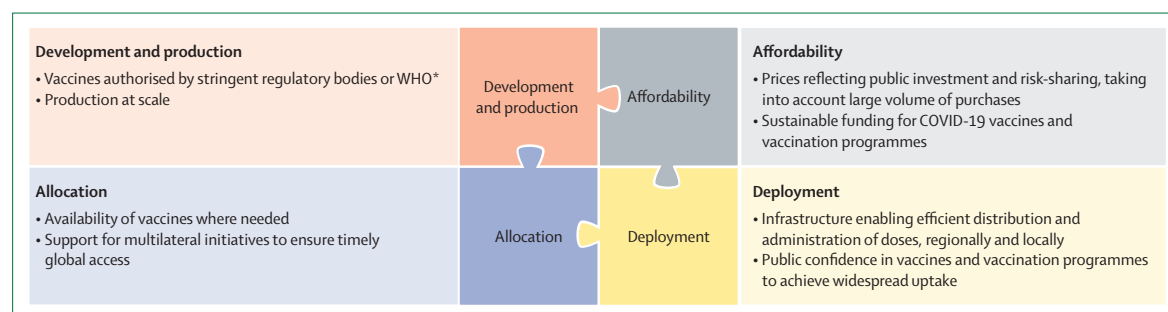 Development and production
• Vaccines authorised by stringent regulatory bodies or WHO*
• Production at scale
Development
and production
Affordability
Affordability
• Prices reflecting public investment and risk-sharing, taking
into account large volume of purchases
• Sustainable funding for COVID-19 vaccines and
vaccination programmes
Allocation
• Availability of vaccines where needed
• Support for multilateral initiatives to ensure timely
global access
Allocation
Deployment
Deployment
• Infrastructure enabling efficient distribution and
administration of doses, regionally and locally
• Public confidence in vaccines and vaccination programmes
to achieve widespread uptake